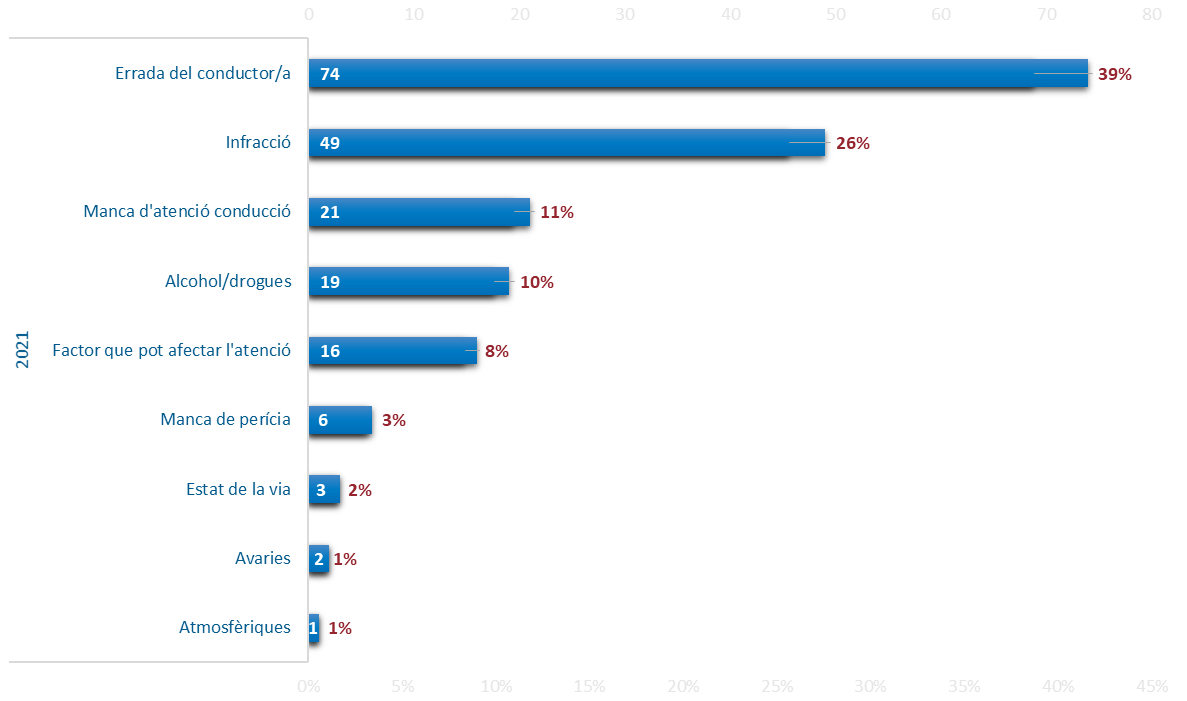 0 10 20 30 40 50 60 70 80
Errada del conductor/a 74 39%
Infracció 49 26%
Manca d'atenció conducció 21 11%
Alcohol/drogues 19 10%
Factor que pot afectar l'atenció 16 8%
Manca de perícia 6 3%
Estat de la via 3 2%
Avaries 2 1%
Atmosfèriques 1 1%
2021
0% 5% 10% 15% 20% 25% 30% 35% 40% 45%